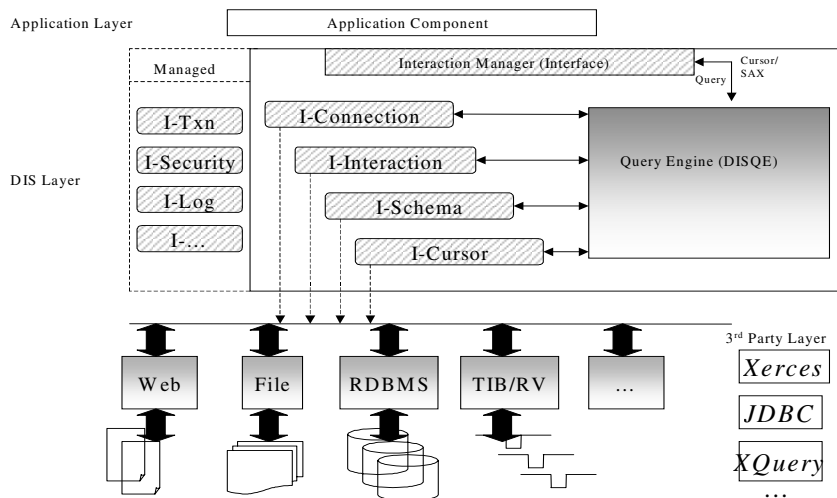 Application Layer
Application Component
Managed
Interaction Manager (Interface)
Cursor/
SAX
Query
I-Txn
I-Connection
I-Security
I-Interaction
Query Engine (DISQE)
DIS Layer
I-Log
I-Schema
I-...
I-Cursor
3rd Party Layer
Web
File
RDBMS
TIB/RV
...
Xerces
JDBC
XQuery
...